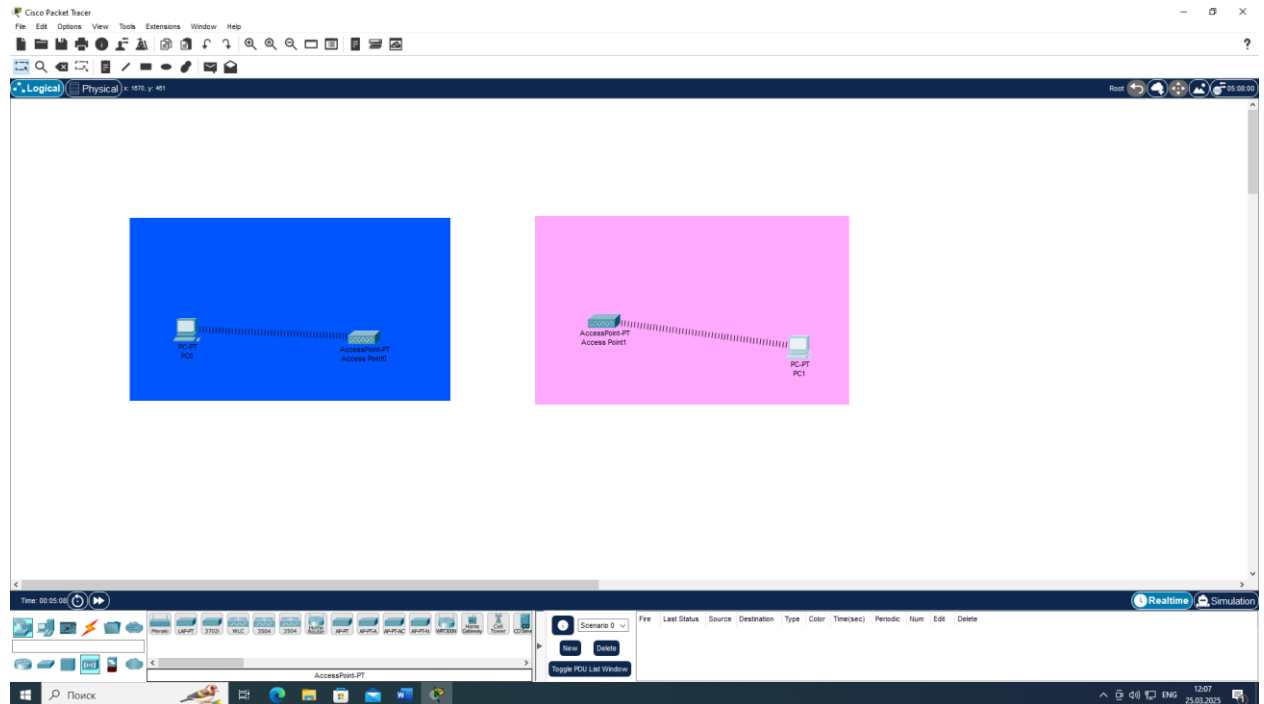 Cisco Packet Tracer
File Edit Options View Tools Extensions Window Help
?
Logical Physical x: 1670, y: 461 Root 05:08:00
PC-PT
PC0
AccessPoint-PT
Access Point0
AccessPoint-PT
Access Point1
PC-PT
PC1
Time: 00:05:08 Realtime Simulation
Meraki LAP-PT 3702i WLC 3504 2504 Home Router AP-PT AP-PT-A AP-PT-AC AP-PT-N WRT300N Home Gateway Cell Tower
AccessPoint-PT
Scenario 0
New Delete
Toggle PDU List Window
Fire Last Status Source Destination Type Color Time(sec) Periodic Num Edit Delete
Поиск
ENG 12:07
25.03.2025